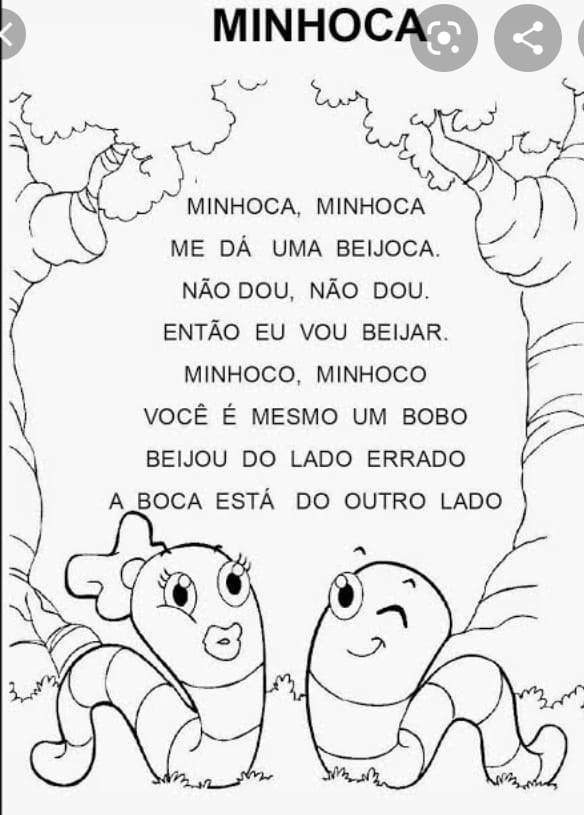 MINHOCA
MINHOCA, MINHOCA
ME DÁ UMA BEIJOCA.
NÃO DOU, NÃO DOU.
ENTÃO EU VOU BEIJAR.
MINHOCO, MINHOCO
VOCÊ É MESMO UM BOBO
BEIJOU DO LADO ERRADO
A BOCA ESTÁ DO OUTRO LADO